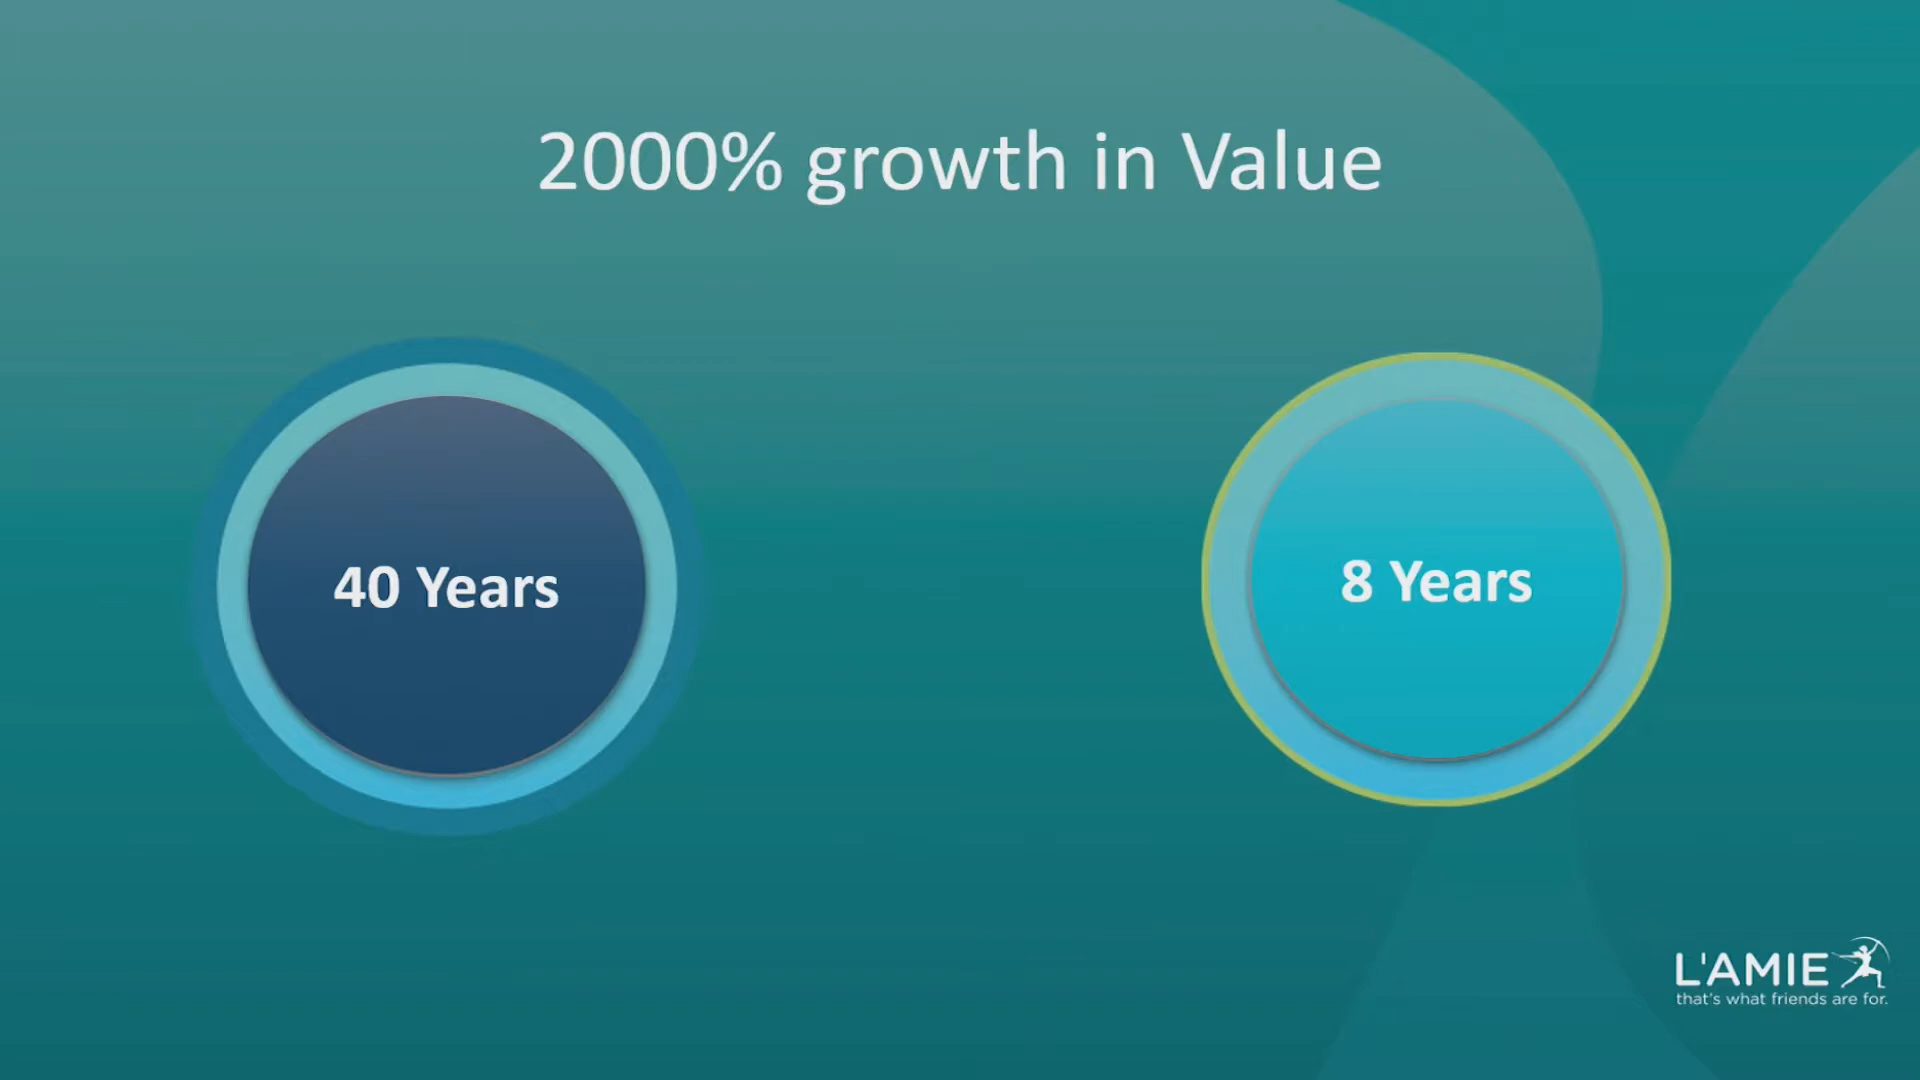 2000% growth in Value
40 Years
8 Years
L'AMIE
that's what friends are for.